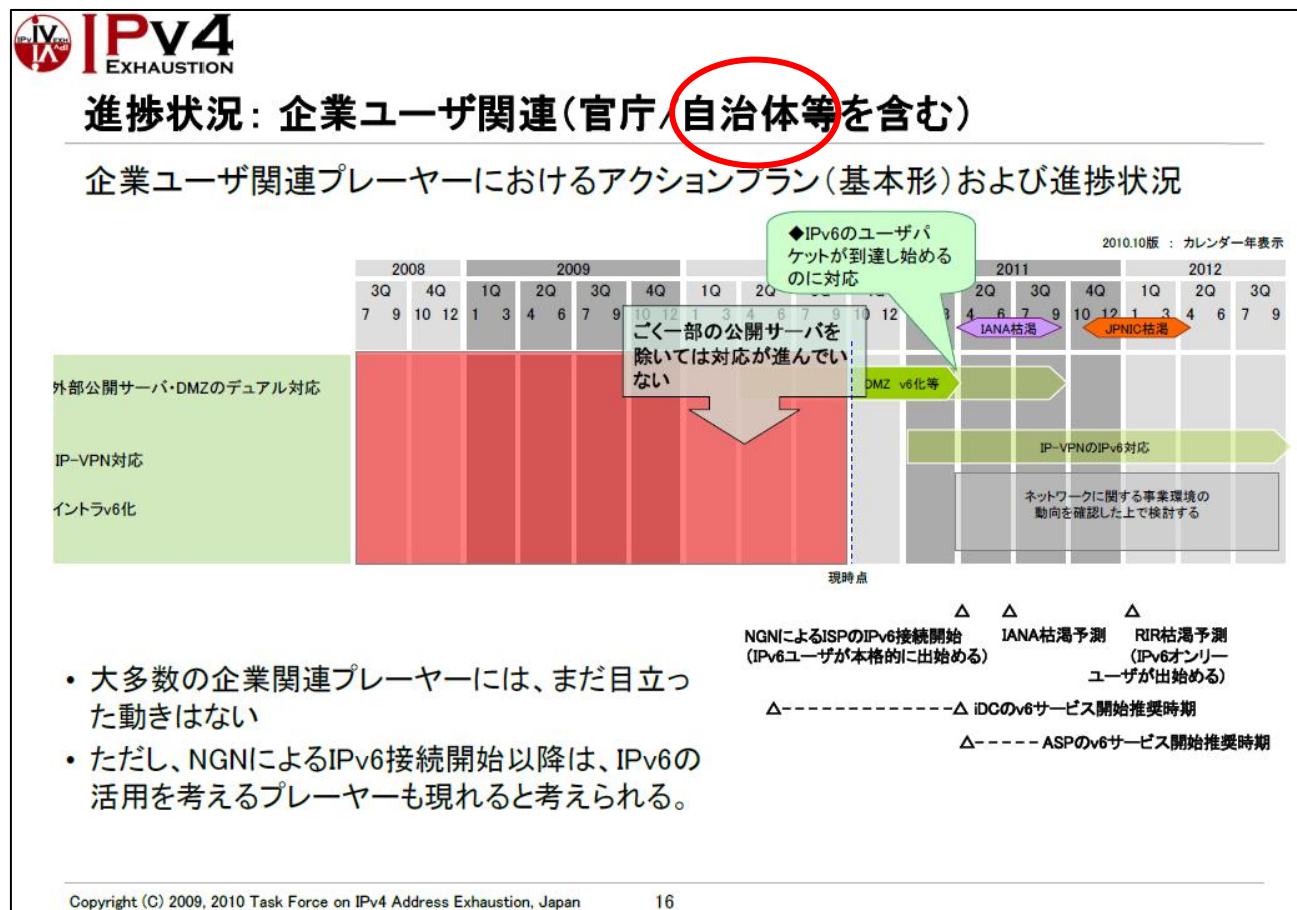 IPv4
EXHAUSTION
進捗状況: 企業ユーザ関連(官庁/自治体等を含む)
企業ユーザ関連プレーヤーにおけるアクションプラン(基本形)および進捗状況
2010.10版 : カレンダー年表示
◆IPv6のユーザパ
ケットが到達し始める
のに対応
2008 2009 2011 2012
3Q 4Q 1Q 2Q 3Q 4Q 1Q 2Q 2Q 3Q 4Q 1Q 2Q 3Q
7 9 10 12 1 3 4 6 7 9 10 12 1 3 4 6 7 9 10 12 3 4 6 7 9 10 12 1 3 4 6 7 9
IANA枯渇 JPNIC枯渇
ごく一部の公開サーバを
除いては対応が進んでい
ない
外部公開サーバ・DMZのデュアル対応
DMZ v6化等
IP-VPN対応
IP-VPNのIPv6対応
イントラv6化
ネットワークに関する事業環境の
動向を確認した上で検討する
現時点
△ △ △
NGNによるISPのIPv6接続開始 IANA枯渇予測 RIR枯渇予測
(IPv6ユーザが本格的に出始める) (IPv6オンリー
ユーザが出始める)
△-------------△ iDCのv6サービス開始推奨時期
△-----ASPのv6サービス開始推奨時期
• 大多数の企業関連プレーヤーには、まだ目立っ
た動きはない
• ただし、NGNによるIPv6接続開始以降は、IPv6の
活用を考えるプレーヤーも現れると考えられる。
Copyright (C) 2009, 2010 Task Force on IPv4 Address Exhaustion, Japan 16